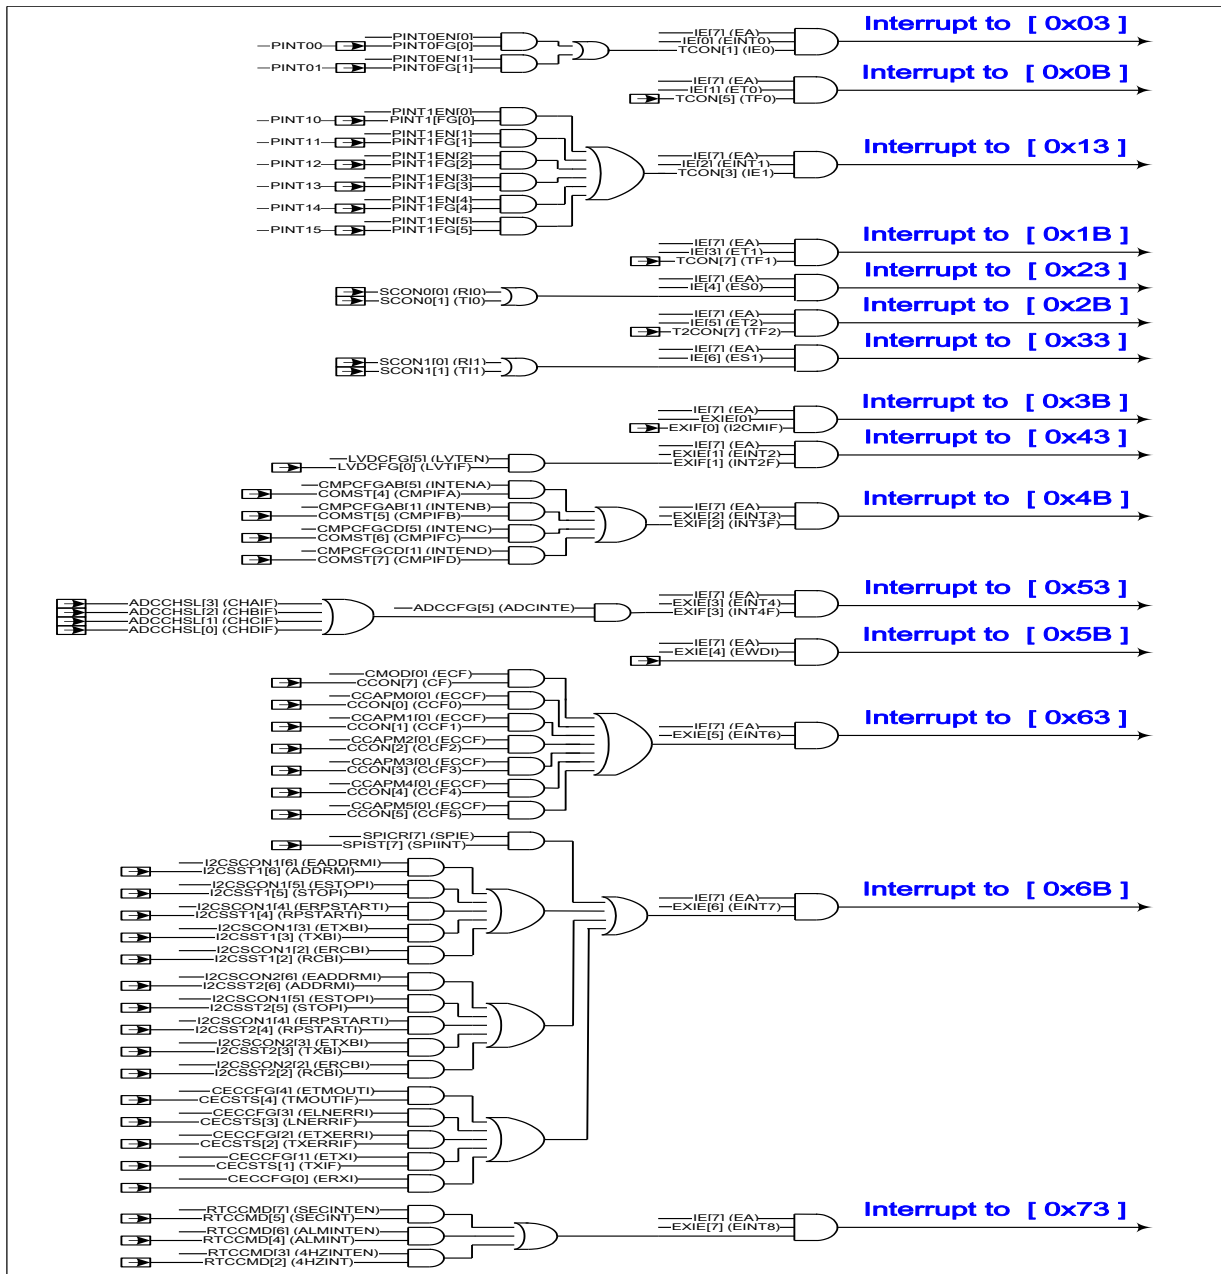 PINT0EN[0]
PINT00
PINT0FG[0]
PINT0EN[1]
PINT01
PINT0FG[1]
IE[7] (EA)
IE[0] (EINT0)
TCON[1] (IE0)
Interrupt to [ 0x03 ]
IE[7] (EA)
IE[1] (ET0)
TCON[5] (TF0)
Interrupt to [ 0x0B ]
PINT1EN[0]
PINT10
PINT1[FG[0]
PINT1EN[1]
PINT11
PINT1FG[1]
PINT1EN[2]
PINT12
PINT1FG[2]
PINT1EN[3]
PINT13
PINT1FG[3]
PINT1EN[4]
PINT14
PINT1FG[4]
PINT1EN[5]
PINT15
PINT1FG[5]
IE[7] (EA)
IE[2] (EINT1)
TCON[3] (IE1)
Interrupt to [ 0x13 ]
IE[7] (EA)
IE[3] (ET1)
TCON[7] (TF1)
Interrupt to [ 0x1B ]
SCON0[0] (RI0)
SCON0[1] (TI0)
IE[7] (EA)
IE[4] (ES0)
Interrupt to [ 0x23 ]
IE[7] (EA)
IE[5] (ET2)
T2CON[7] (TF2)
Interrupt to [ 0x2B ]
SCON1[0] (RI1)
SCON1[1] (TI1)
IE[7] (EA)
IE[6] (ES1)
Interrupt to [ 0x33 ]
IE[7] (EA)
EXIE[0]
EXIF[0] (I2CMIF)
Interrupt to [ 0x3B ]
LVDCFG[5] (LVTEN)
LVDCFG[0] (LVTIF)
IE[7] (EA)
EXIE[1] (EINT2)
EXIF[1] (INT2F)
Interrupt to [ 0x43 ]
CMPCFGAB[5] (INTENA)
COMST[4] (CMPIFA)
CMPCFGAB[1] (INTENB)
COMST[5] (CMPIFB)
CMPCFGCD[5] (INTENC)
COMST[6] (CMPIFC)
CMPCFGCD[1] (INTEND)
COMST[7] (CMPIFD)
IE[7] (EA)
EXIE[2] (EINT3)
EXIF[2] (INT3F)
Interrupt to [ 0x4B ]
ADCCHSL[3] (CHAIF)
ADCCHSL[2] (CHBIF)
ADCCHSL[1] (CHCIF)
ADCCHSL[0] (CHDIF)
ADCCFG[5] (ADCINTE)
IE[7] (EA)
EXIE[3] (EINT4)
EXIF[3] (INT4F)
Interrupt to [ 0x53 ]
IE[7] (EA)
EXIE[4] (EWDI)
Interrupt to [ 0x5B ]
CMOD[0] (ECF)
CCON[7] (CF)
CCAPM0[0] (ECCF)
CCON[0] (CCF0)
CCAPM1[0] (ECCF)
CCON[1] (CCF1)
CCAPM2[0] (ECCF)
CCON[2] (CCF2)
CCAPM3[0] (ECCF)
CCON[3] (CCF3)
CCAPM4[0] (ECCF)
CCON[4] (CCF4)
CCAPM5[0] (ECCF)
CCON[5] (CCF5)
IE[7] (EA)
EXIE[5] (EINT6)
Interrupt to [ 0x63 ]
SPICR[7] (SPIE)
SPIST[7] (SPIINT)
I2CSCON1[6] (EADDRMI)
I2CSST1[6] (ADDRMI)
I2CSCON1[5] (ESTOPI)
I2CSST1[5] (STOPI)
I2CSCON1[4] (ERPSTARTI)
I2CSST1[4] (RPSTARTI)
I2CSCON1[3] (ETXBI)
I2CSST1[3] (TXBI)
I2CSCON1[2] (ERCBI)
I2CSST1[2] (RCBI)
IE[7] (EA)
EXIE[6] (EINT7)
Interrupt to [ 0x6B ]
I2CSCON2[6] (EADDRMI)
I2CSST2[6] (ADDRMI)
I2CSCON1[5] (ESTOPI)
I2CSST2[5] (STOPI)
I2CSCON1[4] (ERPSTARTI)
I2CSST2[4] (RPSTARTI)
I2CSCON2[3] (ETXBI)
I2CSST2[3] (TXBI)
I2CSCON2[2] (ERCBI)
I2CSST2[2] (RCBI)
CECCFG[4] (ETMOUTI)
CECSTS[4] (TMOUTIF)
CECCFG[3] (ELNERRI)
CECSTS[3] (LNERRIF)
CECCFG[2] (ETXERRI)
CECSTS[2] (TXERRIF)
CECCFG[1] (ETXI)
CECSTS[1] (TXIF)
CECCFG[0] (ERXI)
RTCCMD[7] (SECINTEN)
RTCCMD[5] (SECINT)
RTCCMD[6] (ALMINTEN)
RTCCMD[4] (ALMINT)
RTCCMD[3] (4HZINTEN)
RTCCMD[2] (4HZINT)
IE[7] (EA)
EXIE[7] (EINT8)
Interrupt to [ 0x73 ]